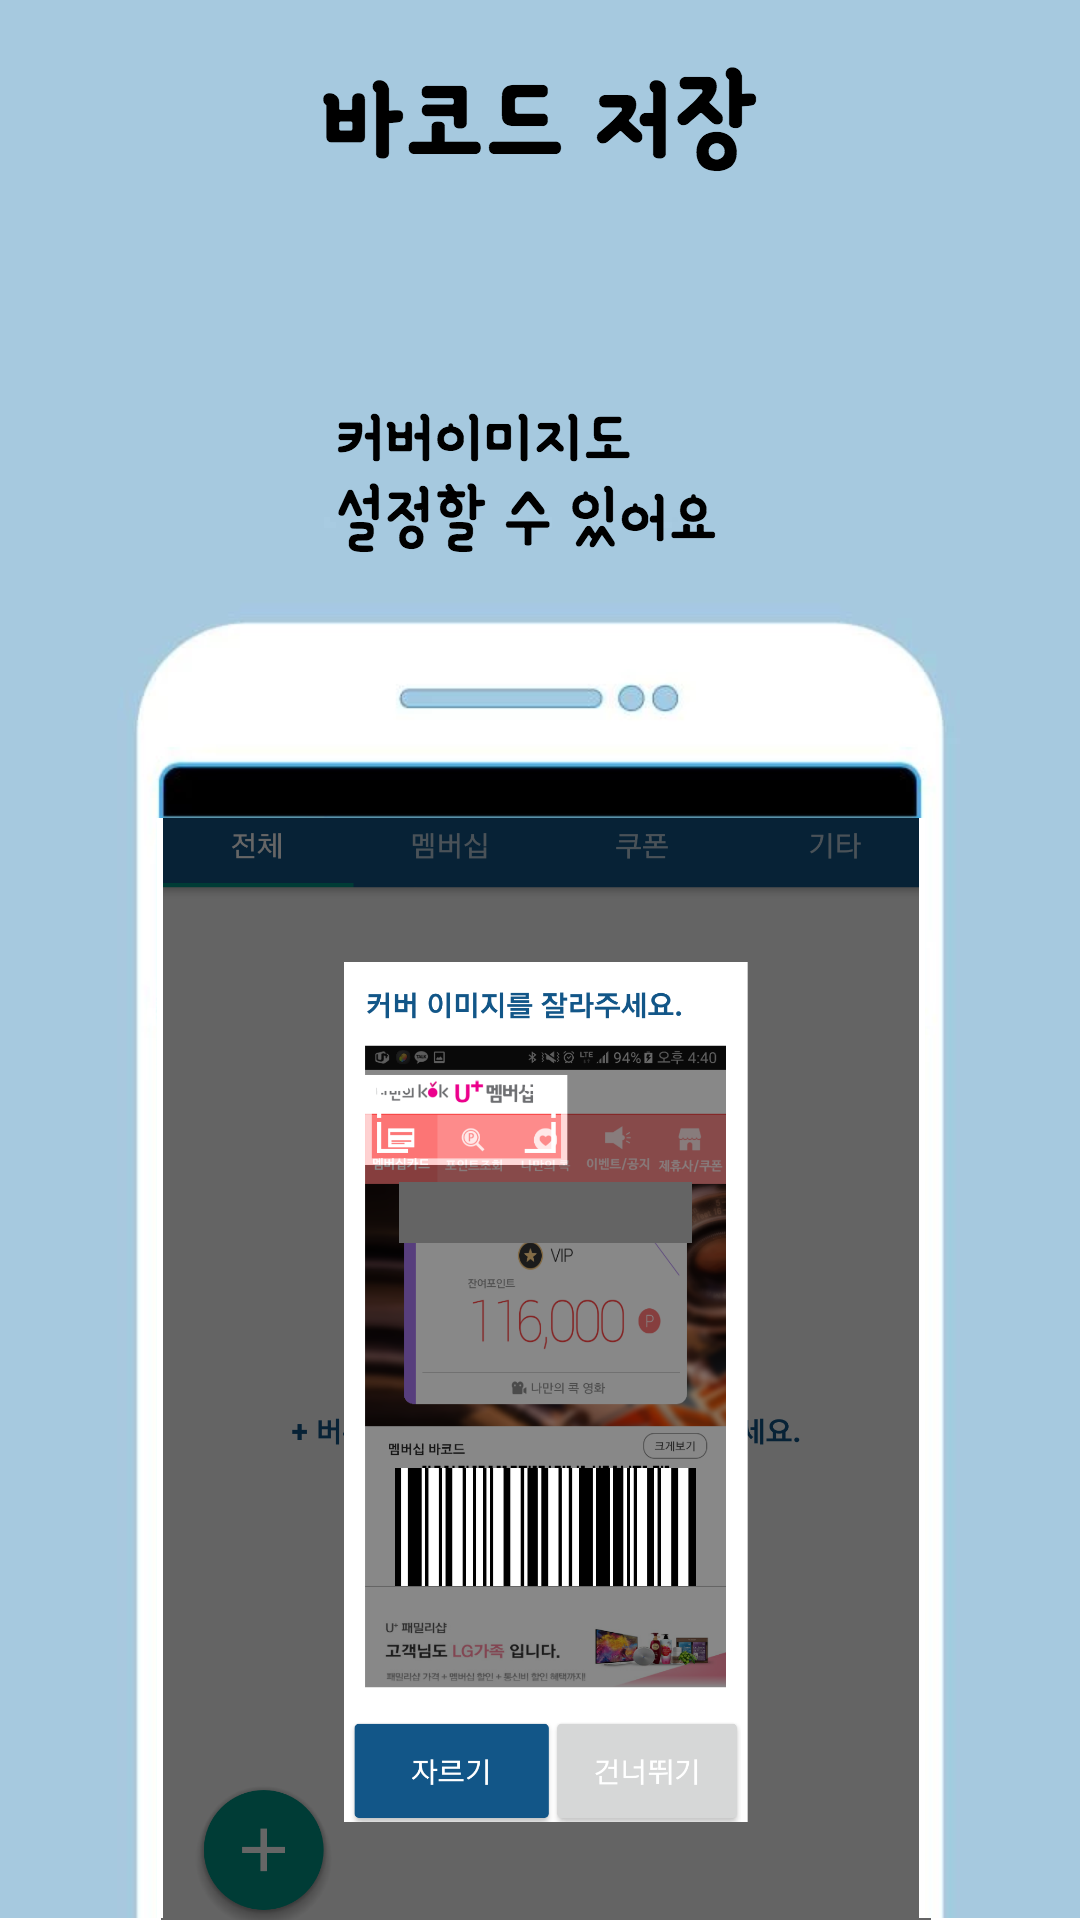 바코드 저장
커버이미지도
설정할 수 있어요
전체 멤버십 쿠폰 기타
커버 이미지를 잘라주세요.
LTE 94% 오후 4:40
kok U+ 멤버십
멤버십카드 포인트조회 나만의 콕 이벤트/공지 제휴사/쿠폰
VIP
잔여포인트
116,000 P
나만의 콕 영화
+ 버 세요.
멤버십 바코드 크게보기
U+ 패밀리샵
고객님도 LG가족 입니다.
패밀리샵 가격 + 멤버십 할인 + 통신비 할인 혜택까지!
자르기 건너뛰기
+